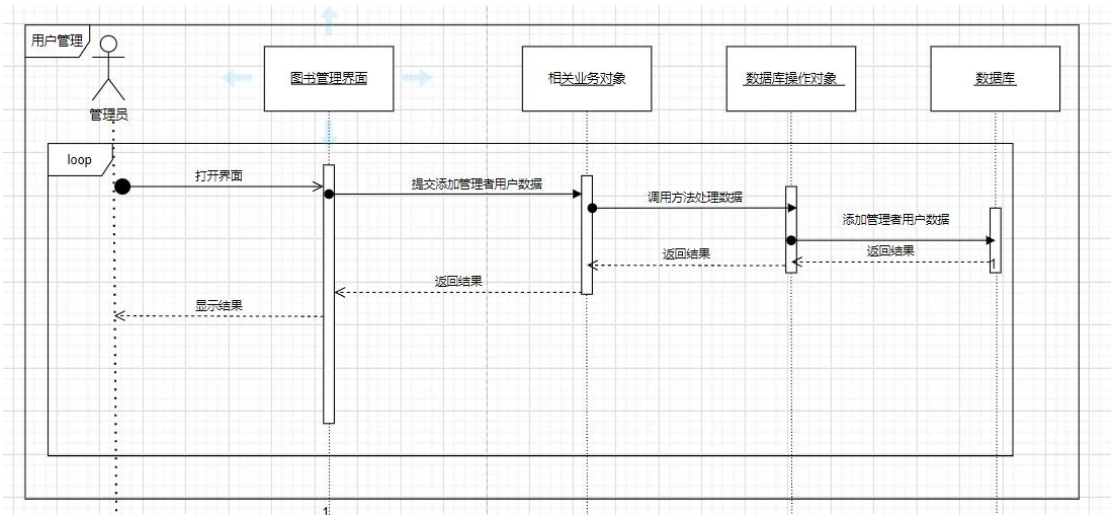 用户管理
管理员
图书管理界面
相关业务对象
数据库操作对象
数据库
loop
打开界面
提交添加管理者用户数据
调用方法处理数据
添加管理者用户数据
返回结果
返回结果
1
返回结果
显示结果
1